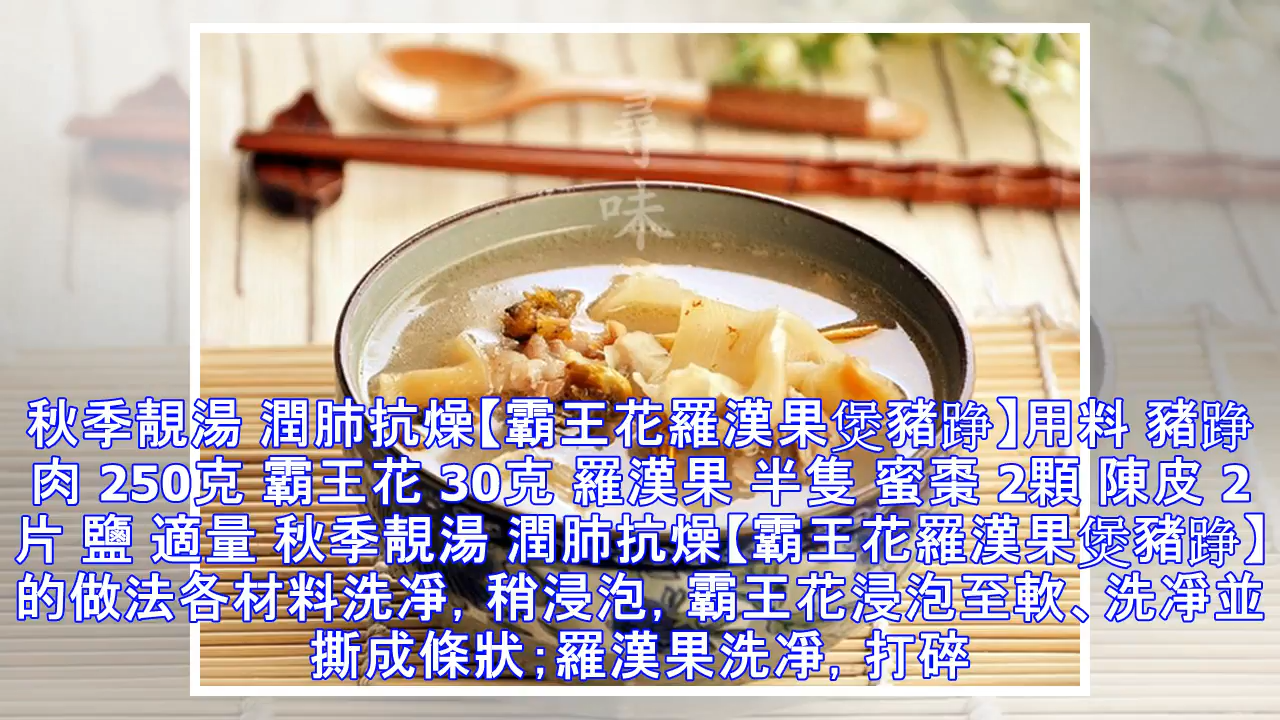 尋味
秋季靚湯 潤肺抗燥【霸王花羅漢果煲豬踭】用料 豬踭
肉 250克 霸王花 30克 羅漢果 半隻 蜜棗 2顆 陳皮 2
片 鹽 適量 秋季靚湯 潤肺抗燥【霸王花羅漢果煲豬踭】
的做法各材料洗凈, 稍浸泡, 霸王花浸泡至軟、洗凈並
撕成條狀;羅漢果洗凈, 打碎